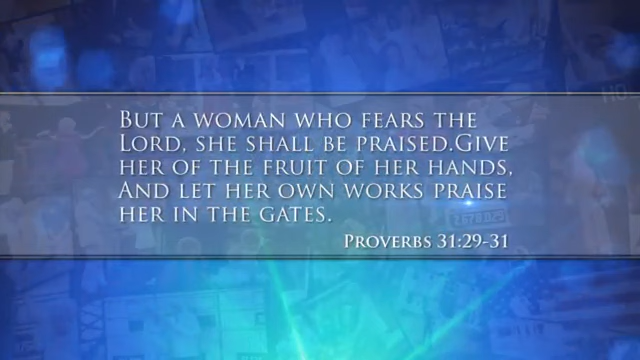 But a woman who fears the
Lord, she shall be praised.Give
her of the fruit of her hands,
And let her own works praise
her in the gates.
Proverbs 31:29-31